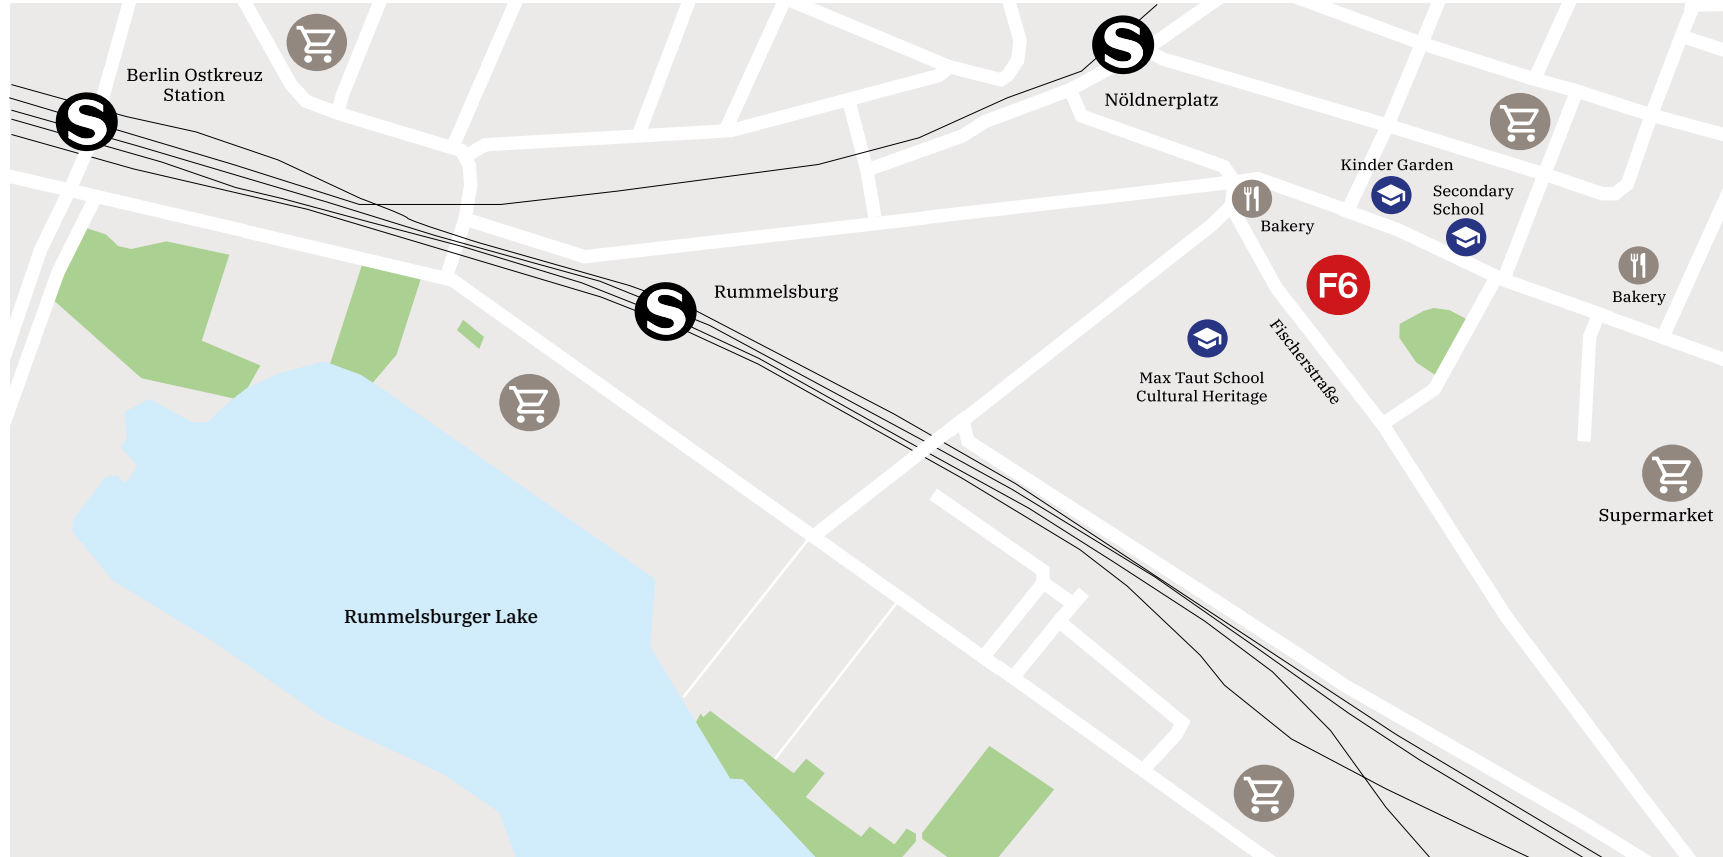 S
Nöldnerplatz
Berlin Ostkreuz
Station
S
Kinder Garden
Secondary
School
Bakery
F6
Bakery
Rummelsburg
S
Fischerstraße
Max Taut School
Cultural Heritage
Supermarket
Rummelsburger Lake